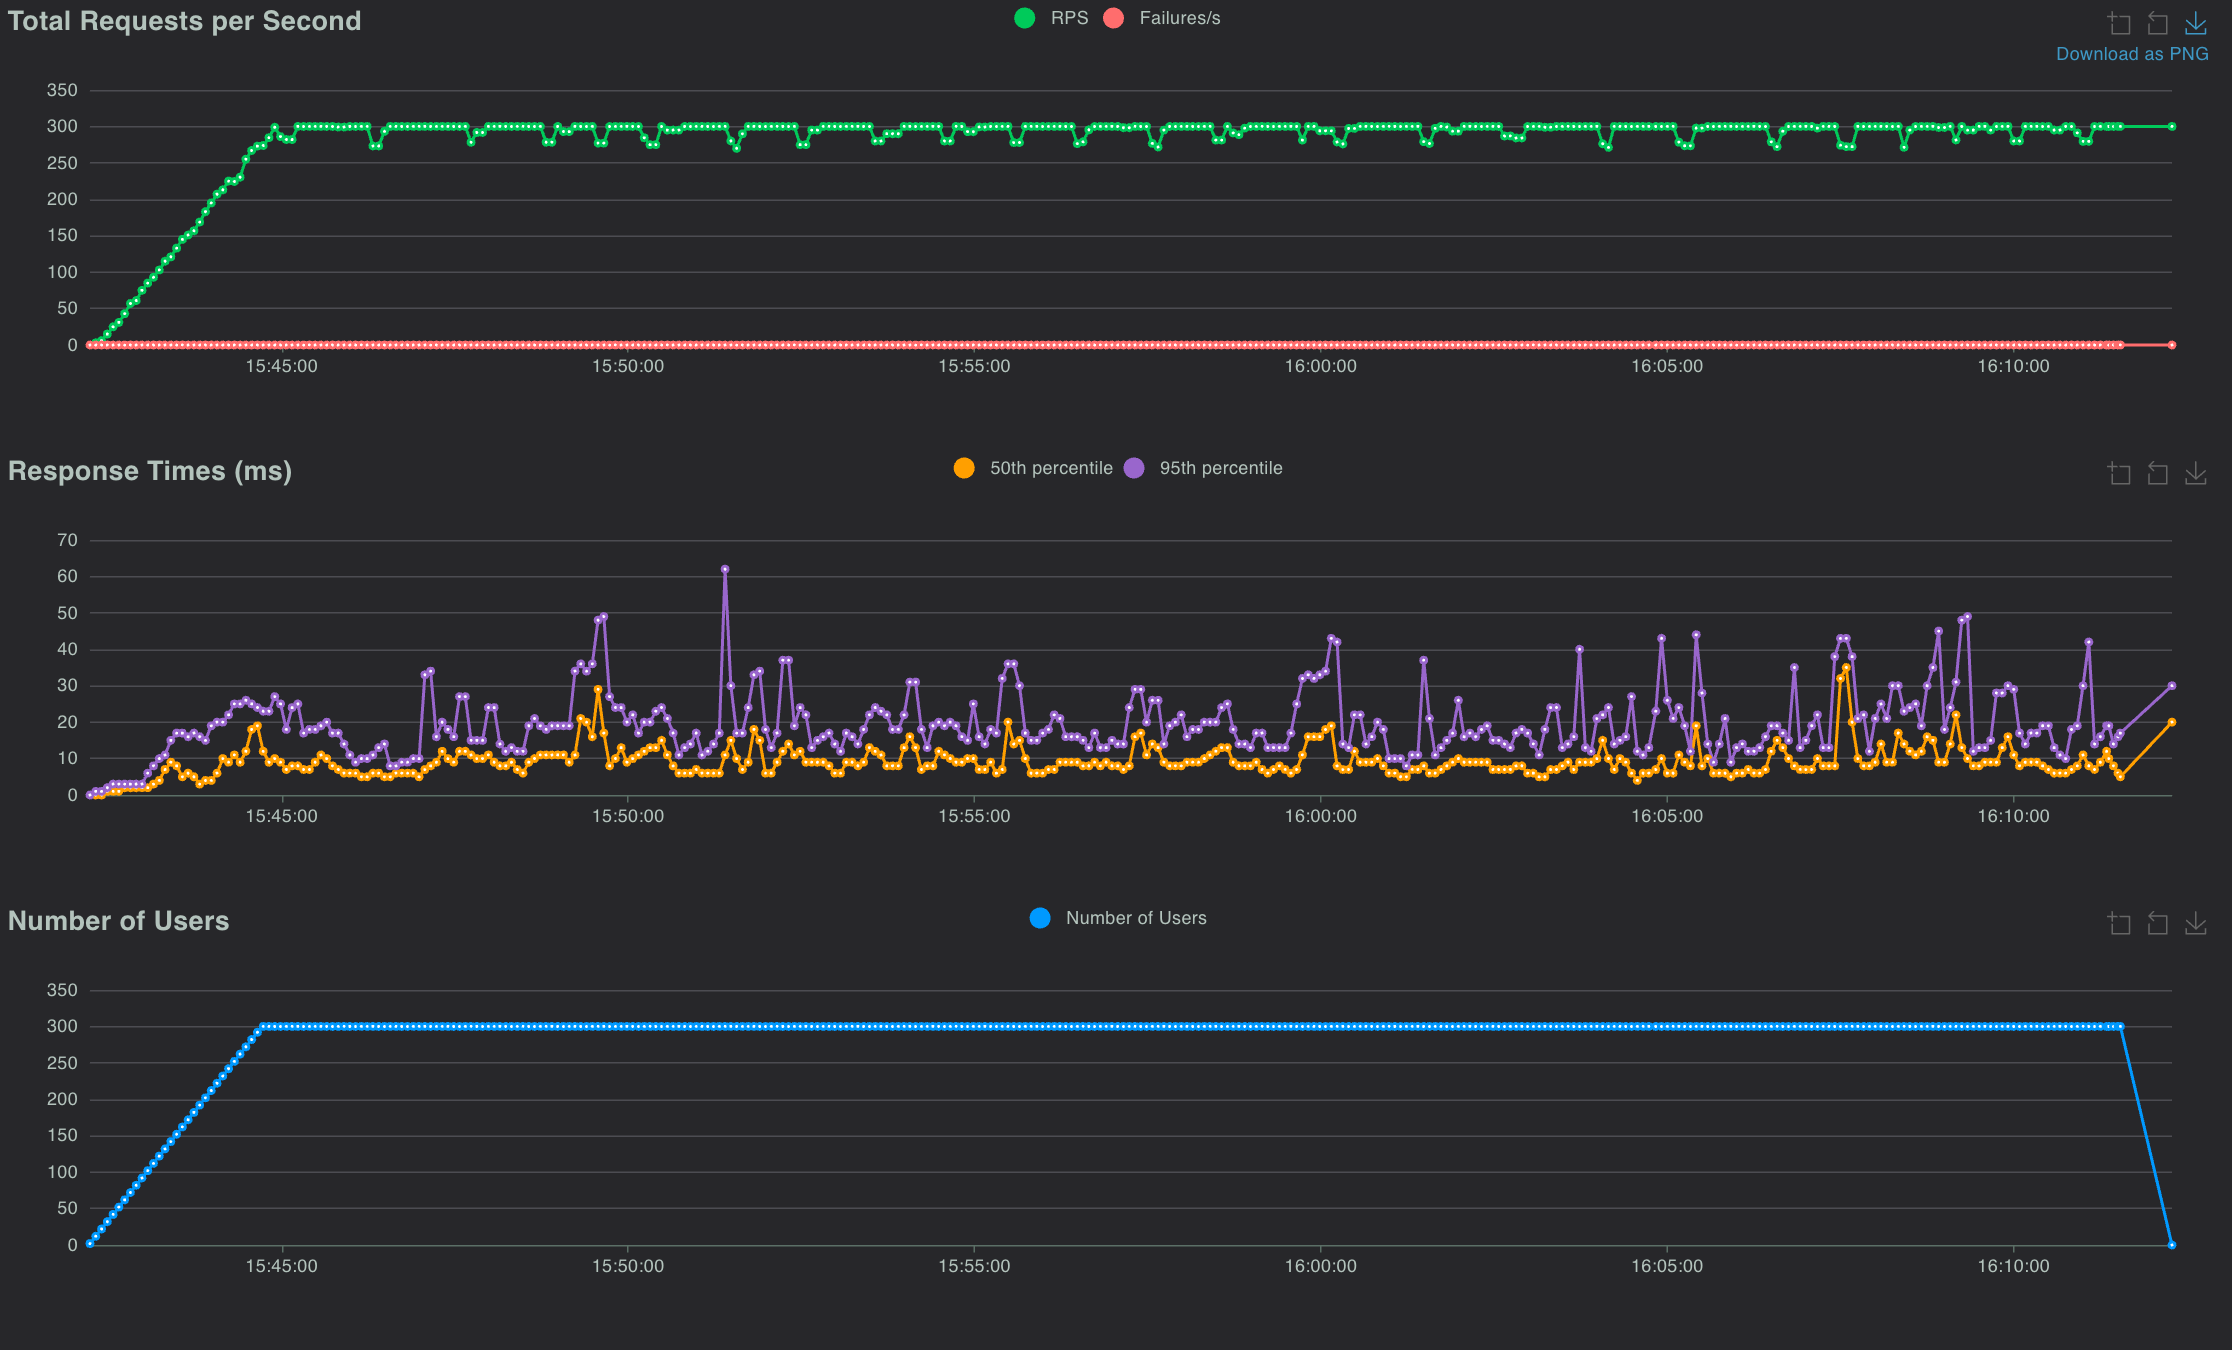 Total Requests per Second
RPS Failures/s
Download as PNG
350
300
250
200
150
100
50
0
15:45:00 15:50:00 15:55:00 16:00:00 16:05:00 16:10:00
Response Times (ms)
50th percentile 95th percentile
70
60
50
40
30
20
10
0
15:45:00 15:50:00 15:55:00 16:00:00 16:05:00 16:10:00
Number of Users
Number of Users
350
300
250
200
150
100
50
0
15:45:00 15:50:00 15:55:00 16:00:00 16:05:00 16:10:00